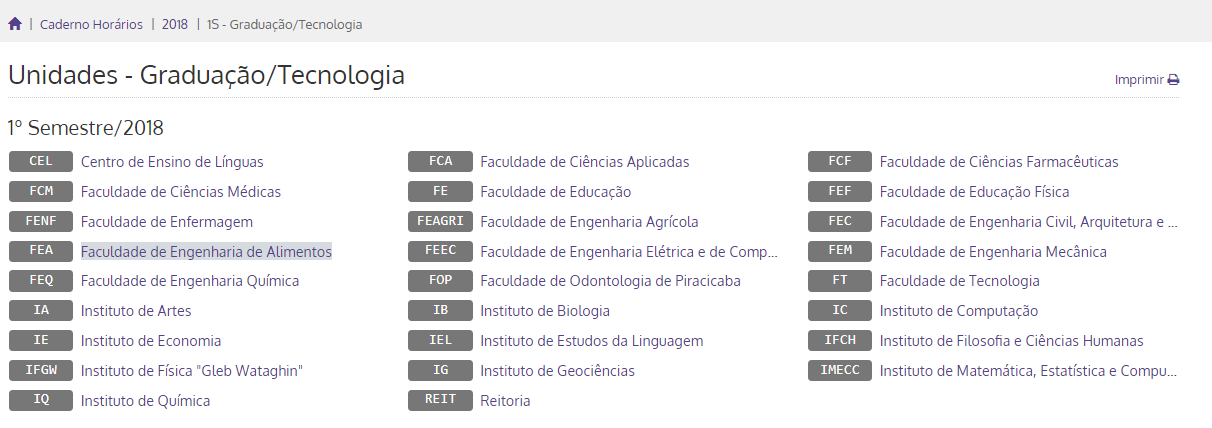 | Caderno Horários | 2018 | 1S - Graduação/Tecnologia
Unidades - Graduação/Tecnologia
Imprimir
1º Semestre/2018
CEL Centro de Ensino de Línguas FCA Faculdade de Ciências Aplicadas FCF Faculdade de Ciências Farmacêuticas
FCM Faculdade de Ciências Médicas FE Faculdade de Educação FEF Faculdade de Educação Física
FENF Faculdade de Enfermagem FEAGRI Faculdade de Engenharia Agrícola FEC Faculdade de Engenharia Civil, Arquitetura e ...
FEA Faculdade de Engenharia de Alimentos FEEC Faculdade de Engenharia Elétrica e de Comp... FEM Faculdade de Engenharia Mecânica
FEQ Faculdade de Engenharia Química FOP Faculdade de Odontologia de Piracicaba FT Faculdade de Tecnologia
IA Instituto de Artes IB Instituto de Biologia IC Instituto de Computação
IE Instituto de Economia IEL Instituto de Estudos da Linguagem IFCH Instituto de Filosofia e Ciências Humanas
IFGW Instituto de Física "Gleb Wataghin" IG Instituto de Geociências IMECC Instituto de Matemática, Estatística e Compu...
IQ Instituto de Química REIT Reitoria